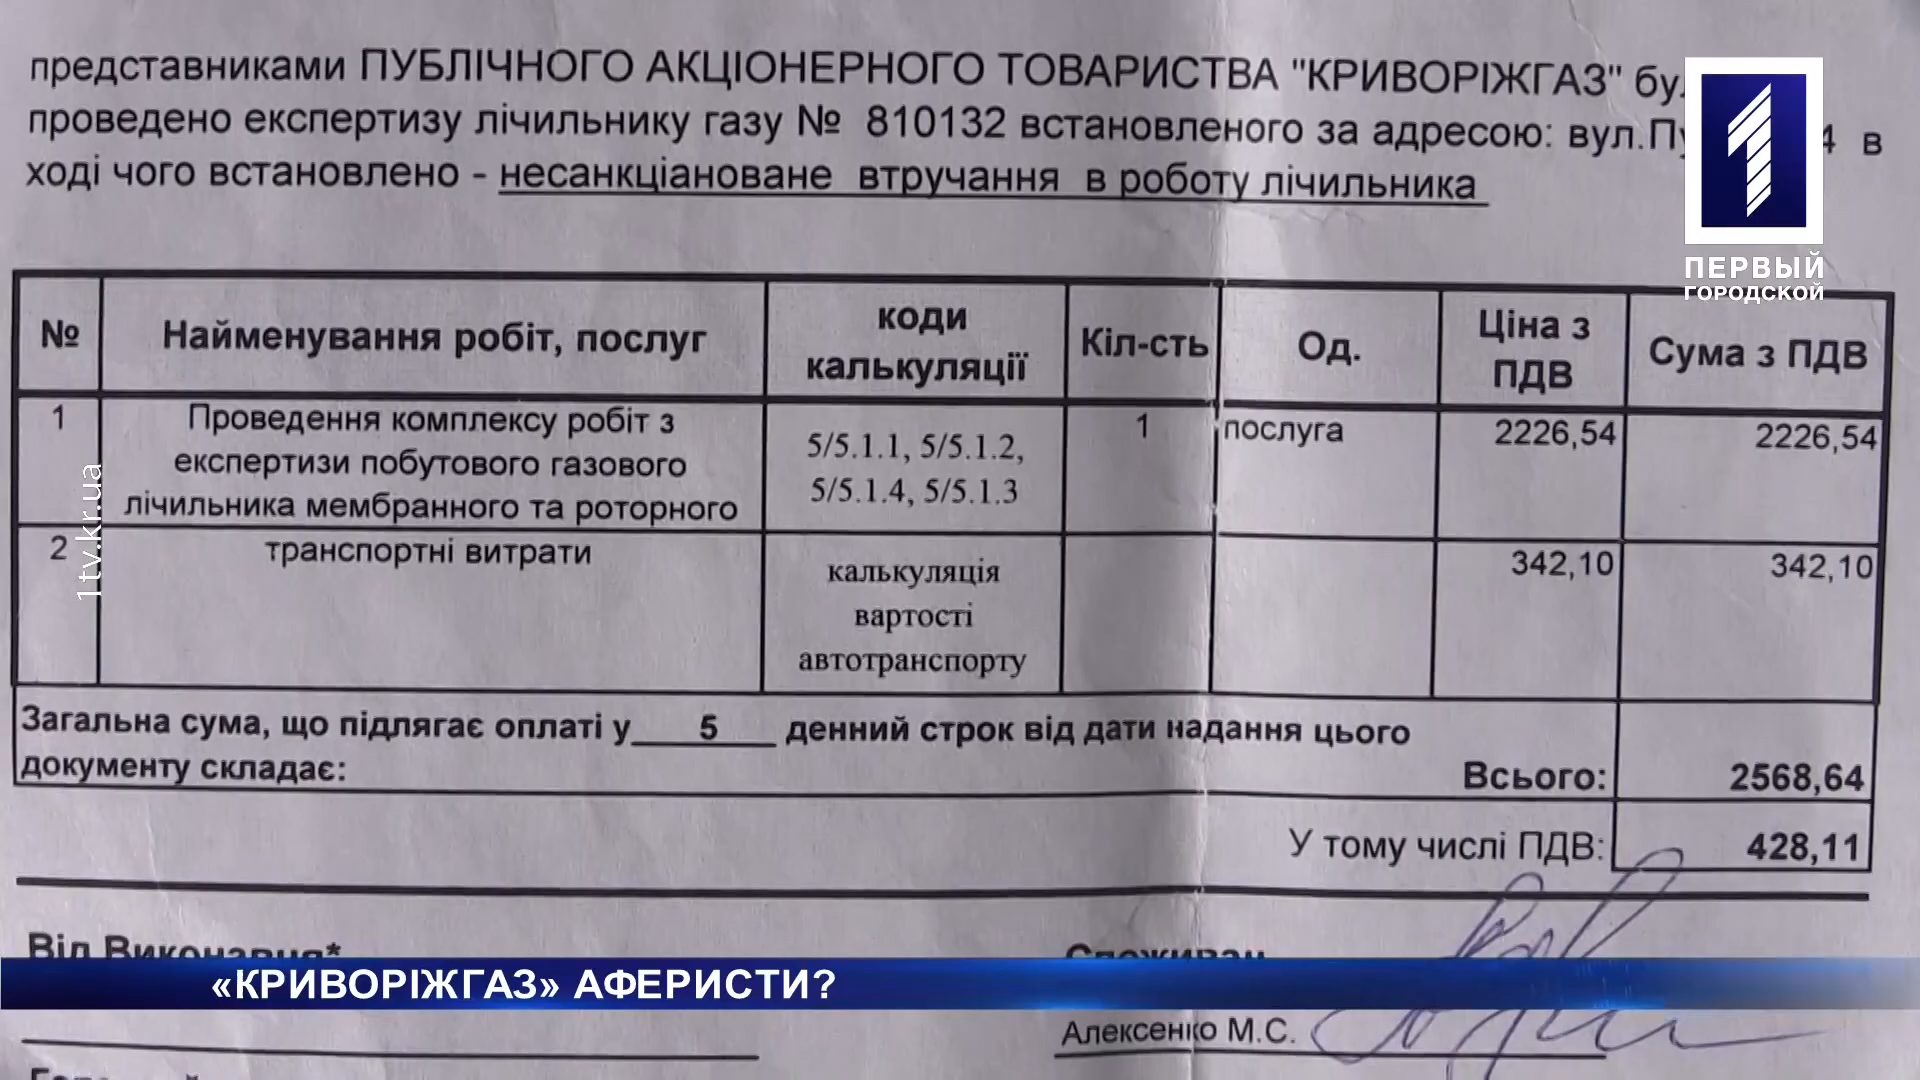 представниками ПУБЛІЧНОГО АКЦІОНЕРНОГО ТОВАРИСТВА "КРИВОРІЖГАЗ"
проведено експертизу лічильнику газу № 810132 встановленого за адресою: вул. в
ході чого встановлено - несанкціановане втручання в роботу лічильника
ПЕРВЫЙ
ГОРОДСКОЙ
№ Найменування робіт, послуг коди калькуляції Кіл-сть Од. Ціна з ПДВ Сума з ПДВ
1 Проведення комплексу робіт з 5/5.1.1, 5/5.1.2, 1 послуга 2226,54 2226,54
експертизи побутового газового 5/5.1.4, 5/5.1.3
лічильника мембранного та роторного
2 транспортні витрати калькуляція 342,10 342,10
вартості
автотранспорту
1tv.kr.ua
Загальна сума, що підлягає оплаті у 5 денний строк від дати надання цього
документу складає: Всього: 2568,64
У тому числі ПДВ: 428,11
Від Виконавця* Споживач
«КРИВОРІЖГАЗ» АФЕРИСТИ?
Алексенко М.С.